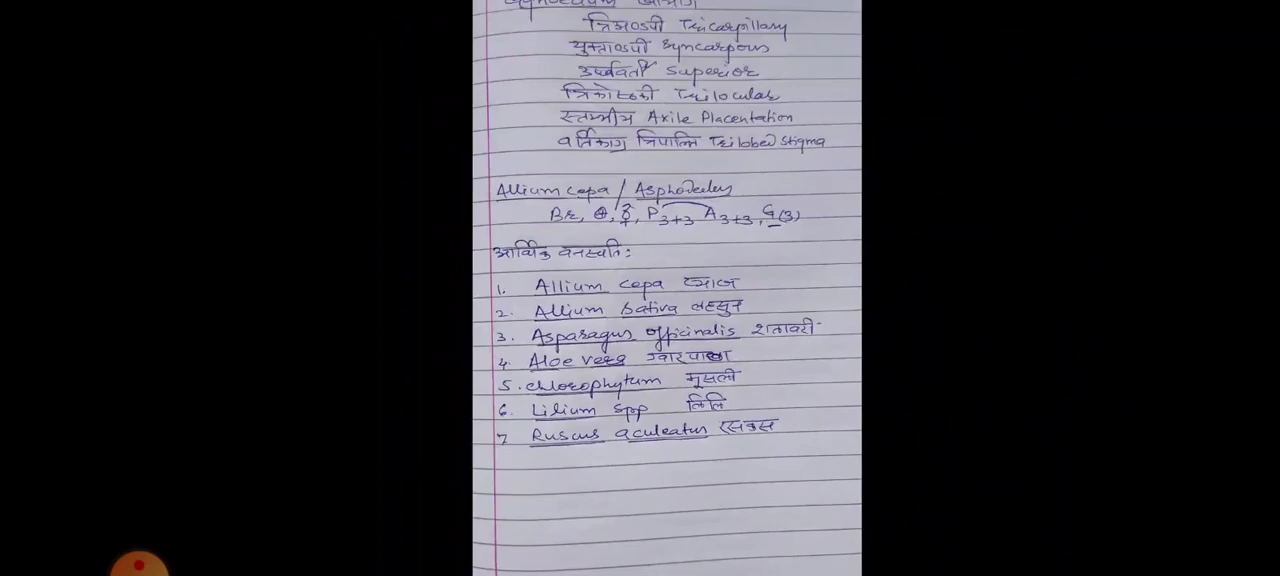 त्रिअण्डपी Tricarpillary
युक्ताण्डपी Syncarpous
उर्ध्ववर्ती Superior
त्रिकोष्ठकी Trilocular
स्तम्भीय Axile Placentation
वर्तिकाग्र त्रिपालि Trilobed Stigma
Allium cepa / Asphodelus
Br, ⊕, ⚥, P3+3 A3+3, G(3)
आर्थिक वनस्पति:
1. Allium cepa प्याज
2. Allium Sativa लहसुन
3. Asparagus officinalis शतावरी
4. Aloe vera ग्वारपाठा
5. chlorophytum मूसली
6. Lilium Spp लिलि
7. Ruscus aculeatus रसकस